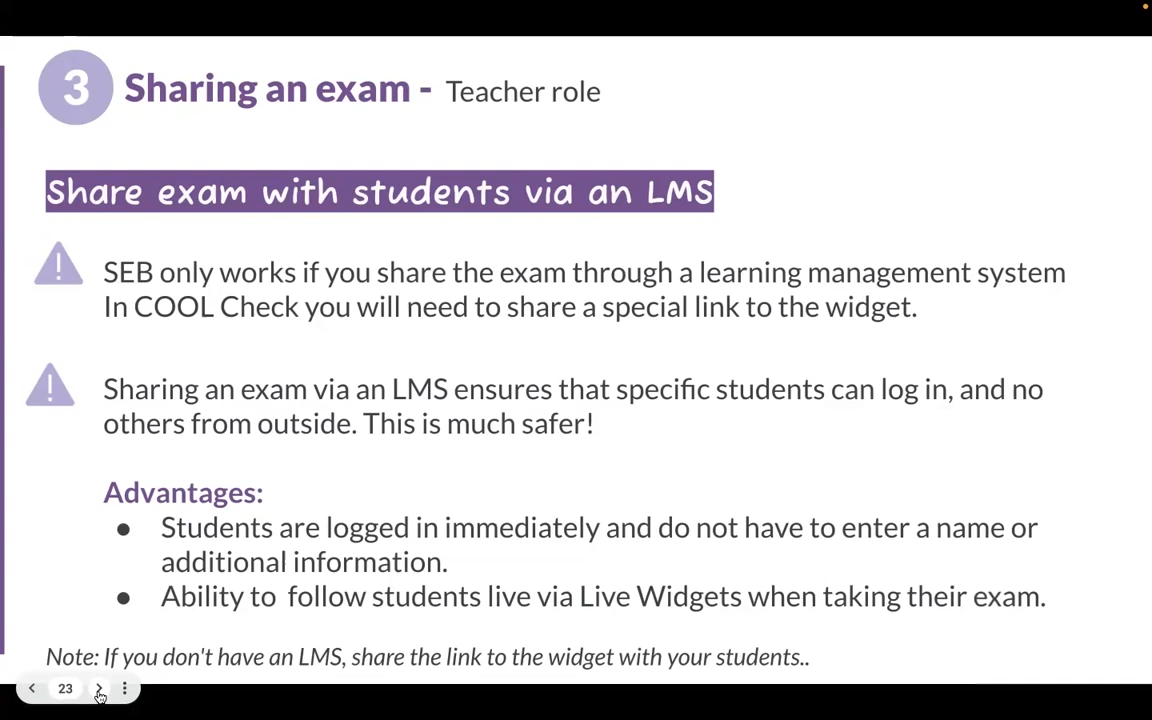 3 Sharing an exam - Teacher role
Share exam with students via an LMS
! SEB only works if you share the exam through a learning management system
In COOL Check you will need to share a special link to the widget.
! Sharing an exam via an LMS ensures that specific students can log in, and no
others from outside. This is much safer!
Advantages:
● Students are logged in immediately and do not have to enter a name or
additional information.
● Ability to follow students live via Live Widgets when taking their exam.
Note: If you don't have an LMS, share the link to the widget with your students..
23